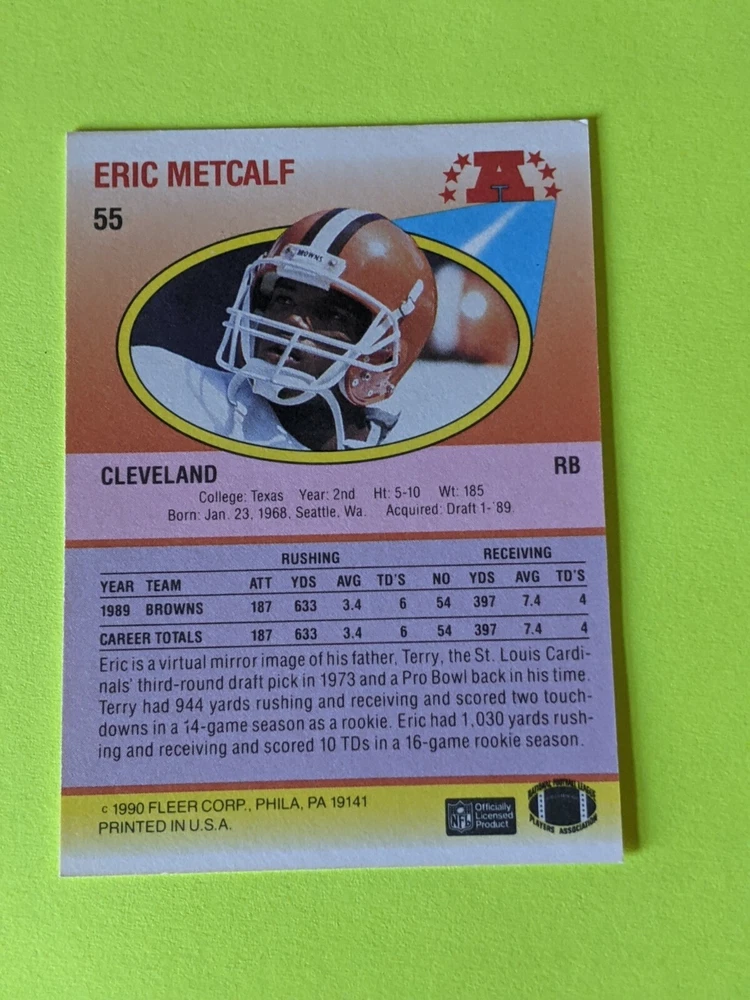 ERIC METCALF
55
A
T
BROWNS
CLEVELAND RB
College: Texas Year: 2nd Ht: 5-10 Wt: 185
Born: Jan. 23, 1968, Seattle, Wa. Acquired: Draft 1-'89
RUSHING RECEIVING
YEAR TEAM ATT YDS AVG TD'S NO YDS AVG TD'S
1989 BROWNS 187 633 3.4 6 54 397 7.4 4
CAREER TOTALS 187 633 3.4 6 54 397 7.4 4
Eric is a virtual mirror image of his father, Terry, the St. Louis Cardi-
nals' third-round draft pick in 1973 and a Pro Bowl back in his time.
Terry had 944 yards rushing and receiving and scored two touch-
downs in a 14-game season as a rookie. Eric had 1,030 yards rush-
ing and receiving and scored 10 TDs in a 16-game rookie season.
c 1990 FLEER CORP., PHILA, PA 19141
PRINTED IN U.S.A.
NFL
Officially
Licensed
Product
NATIONAL FOOTBALL LEAGUE
PLAYERS ASSOCIATION